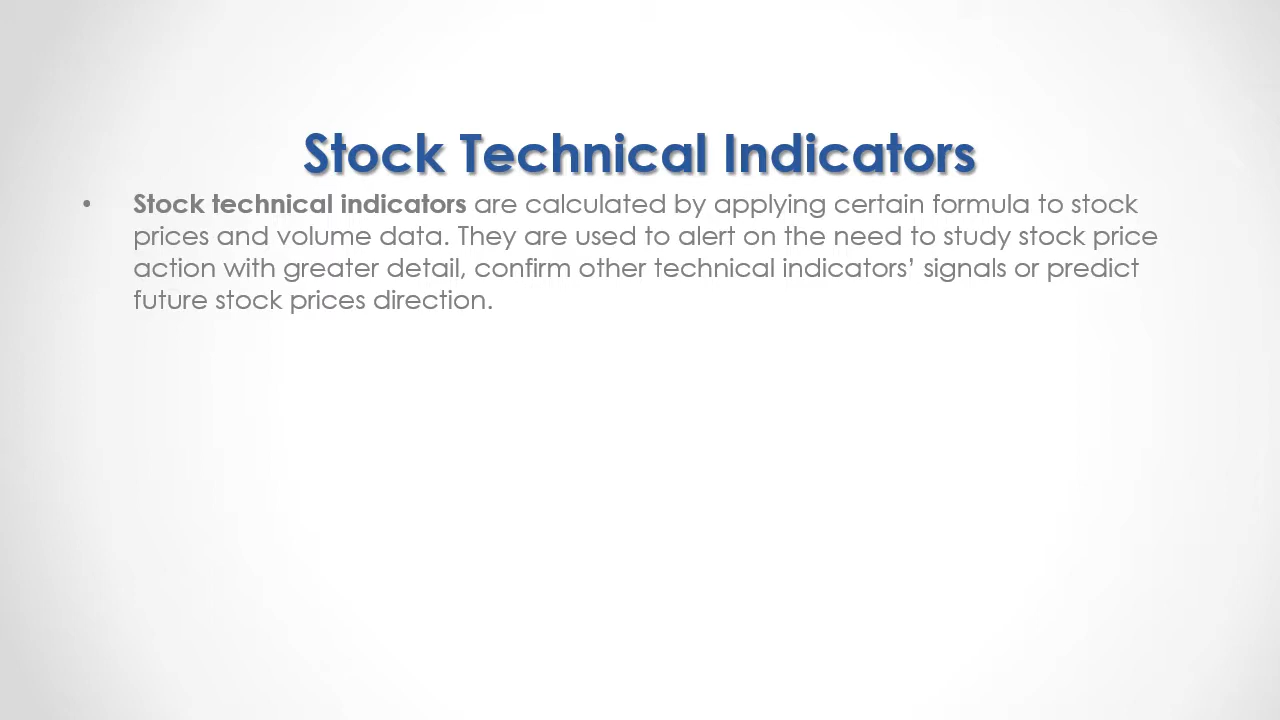 Stock Technical Indicators
• Stock technical indicators are calculated by applying certain formula to stock
prices and volume data. They are used to alert on the need to study stock price
action with greater detail, confirm other technical indicators’ signals or predict
future stock prices direction.